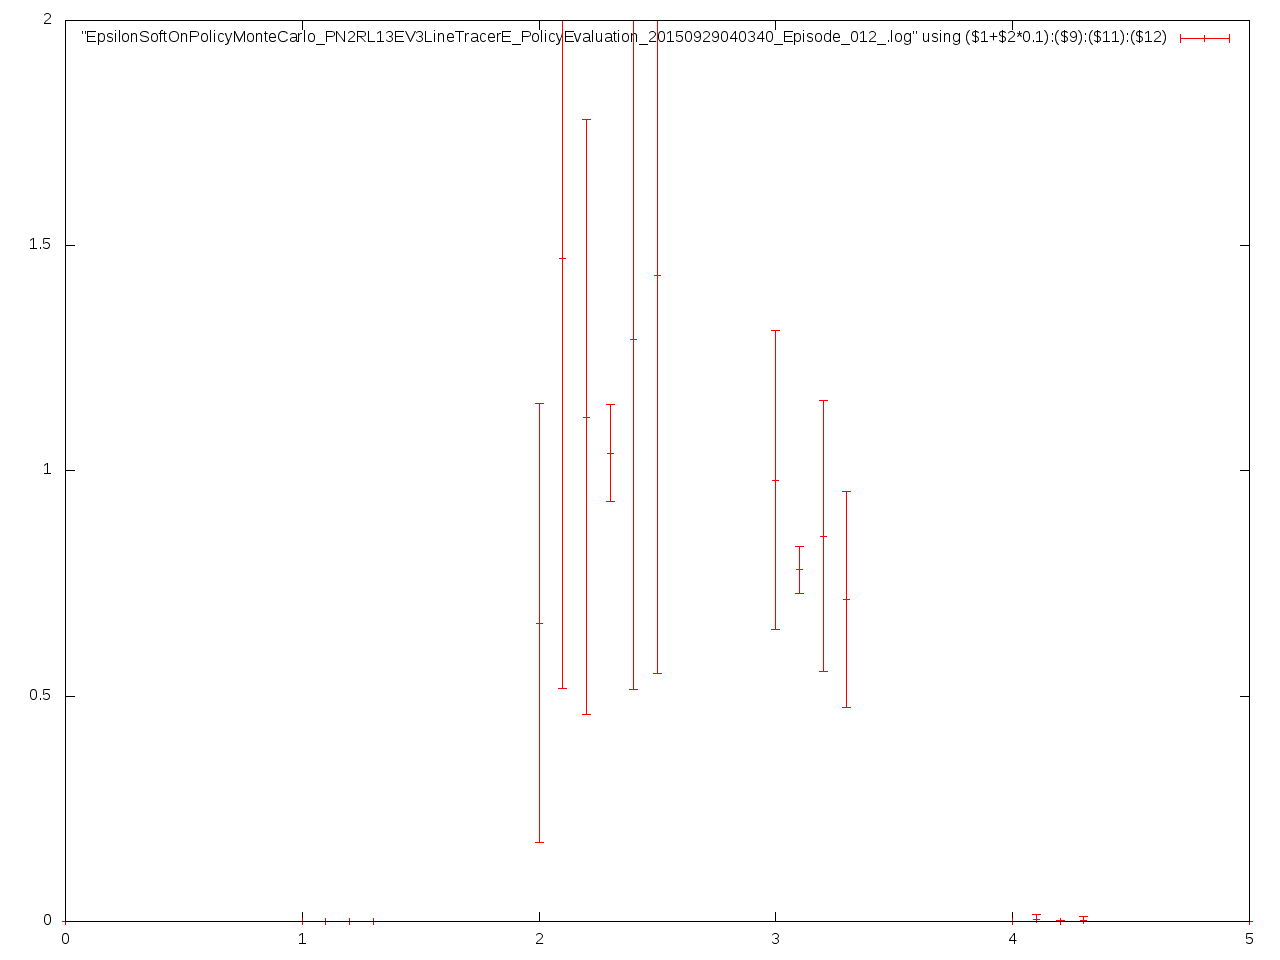 2
"EpsilonSoftOnPolicyMonteCarlo_PN2RL13EV3LineTracerE_PolicyEvaluation_20150929040340_Episode_012_.log" using ($1+$2*0.1):($9):($11):($12)
1.5
1
0.5
0
0 1 2 3 4 5